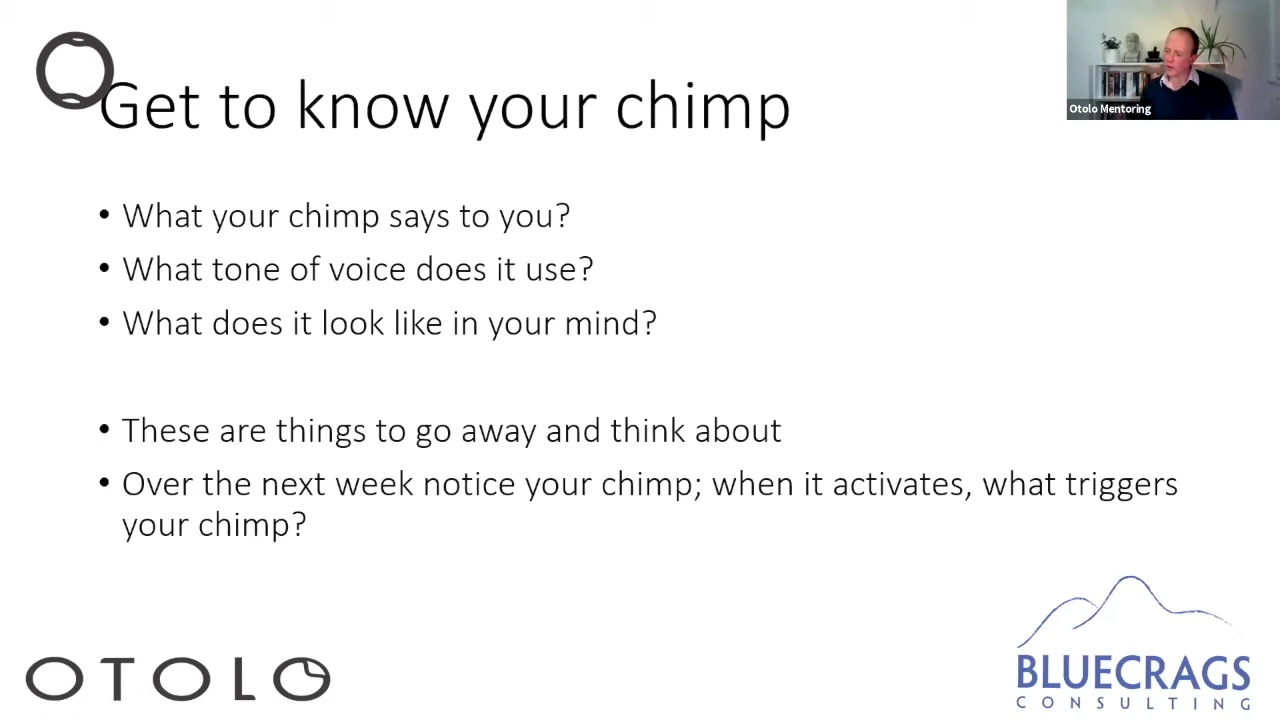 Otolo Mentoring
Get to know your chimp
• What your chimp says to you?
• What tone of voice does it use?
• What does it look like in your mind?
• These are things to go away and think about
• Over the next week notice your chimp; when it activates, what triggers
your chimp?
OTOLO
BLUECRAGS
CONSULTING